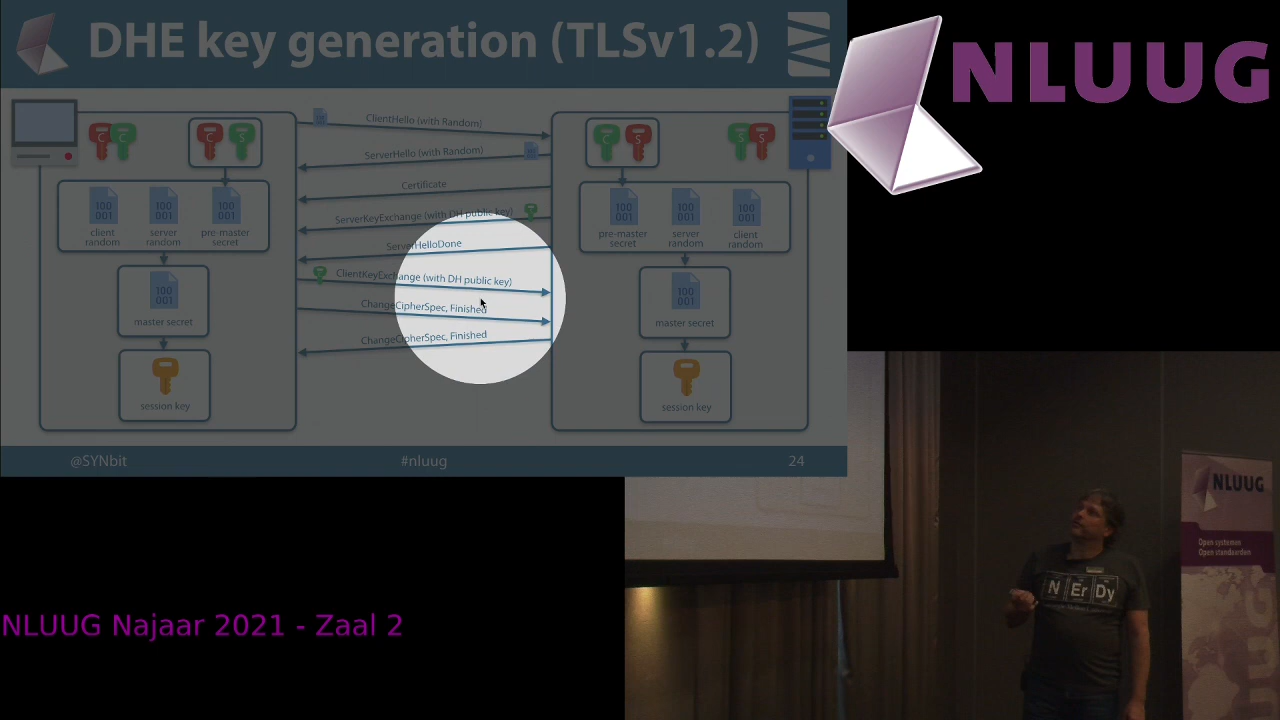 DHE key generation (TLSv1.2)
NLUUG
C C C S
C S S S
ClientHello (with Random)
ServerHello (with Random)
Certificate
ServerKeyExchange (with DH public key)
ServerHelloDone
ClientKeyExchange (with DH public key)
ChangeCipherSpec, Finished
ChangeCipherSpec, Finished
100 001
100 001
100 001
client random
server random
pre-master secret
100 001
master secret
session key
100 001
100 001
100 001
pre-master secret
server random
client random
100 001
master secret
session key
@SYNbit
#nluug
24
NLUUG Najaar 2021 - Zaal 2
N Er Dy
NLUUG
Open systemen
Open standaarden